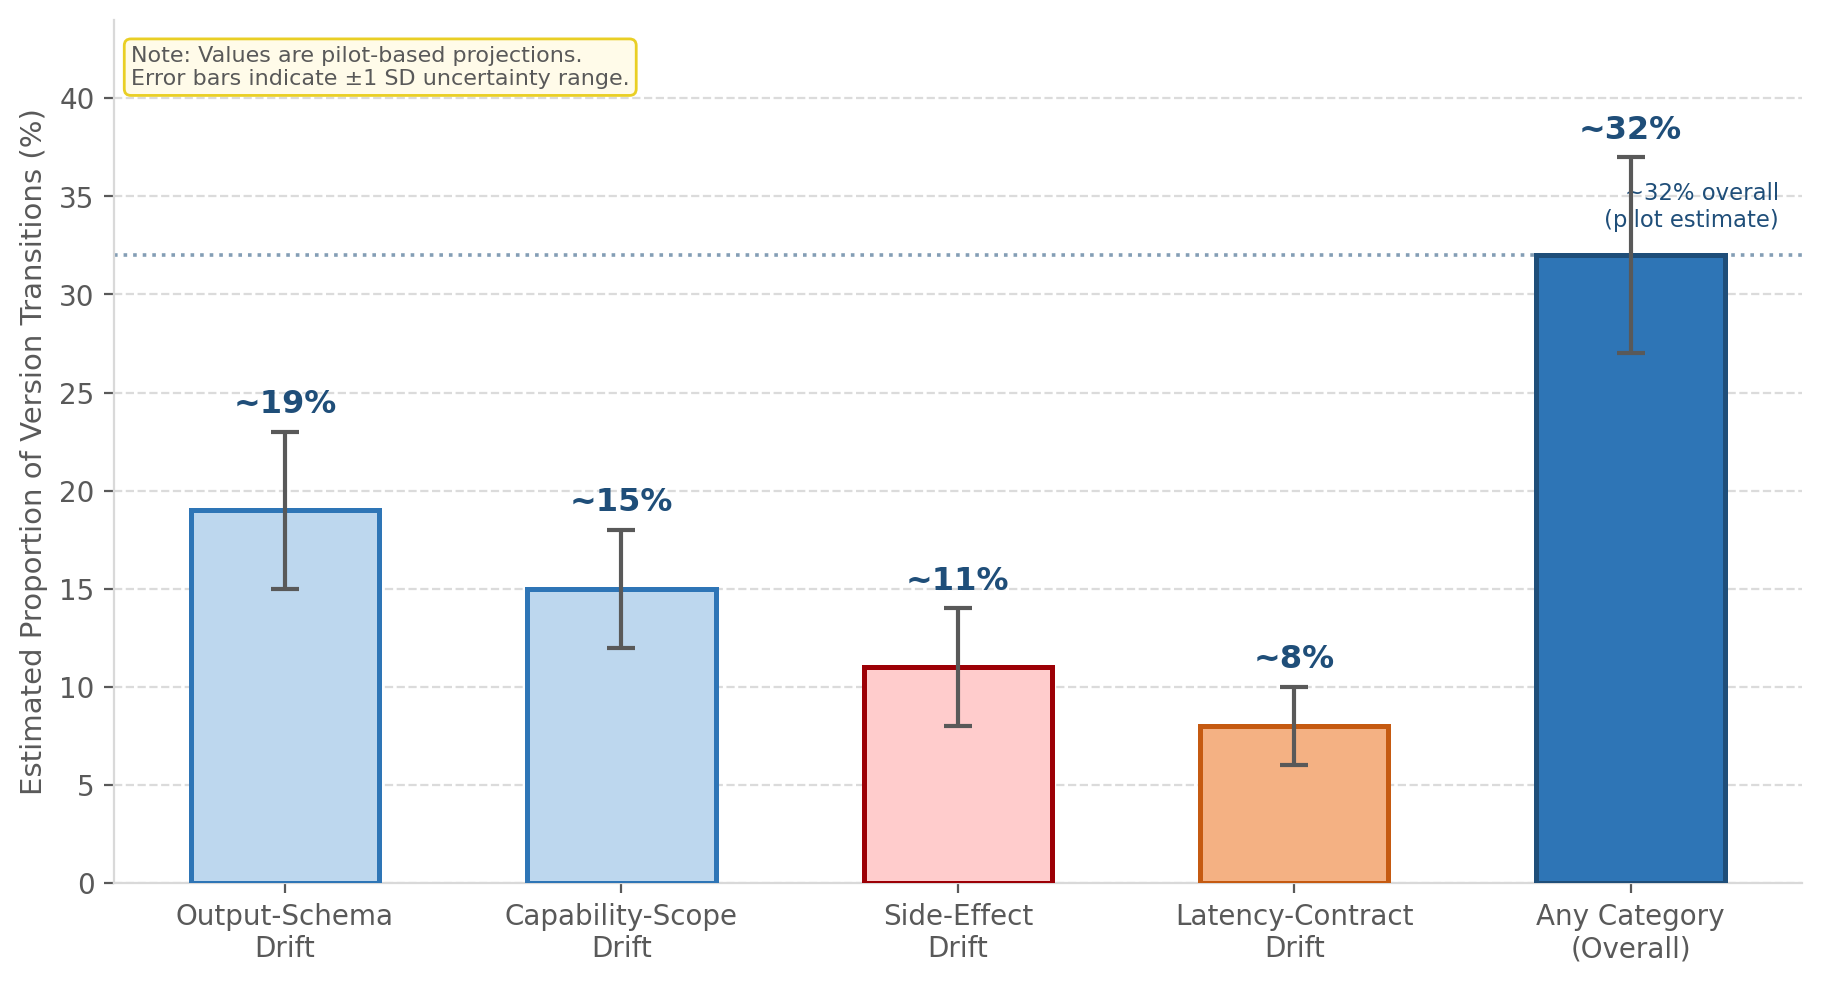 Note: Values are pilot-based projections.
Error bars indicate ±1 SD uncertainty range.
Estimated Proportion of Version Transitions (%)
40
35
30
25
20
15
10
5
0
~19%
~15%
~11%
~8%
~32%
~32% overall
(pilot estimate)
Output-Schema
Drift
Capability-Scope
Drift
Side-Effect
Drift
Latency-Contract
Drift
Any Category
(Overall)